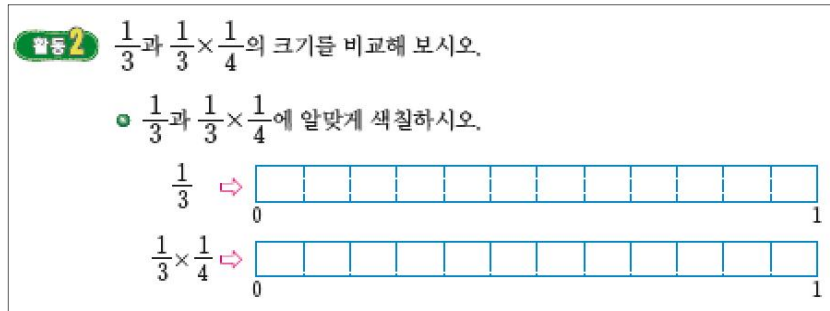 활동2 1/3과 1/3×1/4의 크기를 비교해 보시오.
1/3과 1/3×1/4에 알맞게 색칠하시오.
1/3 ⇨
0 1
1/3×1/4 ⇨
0 1